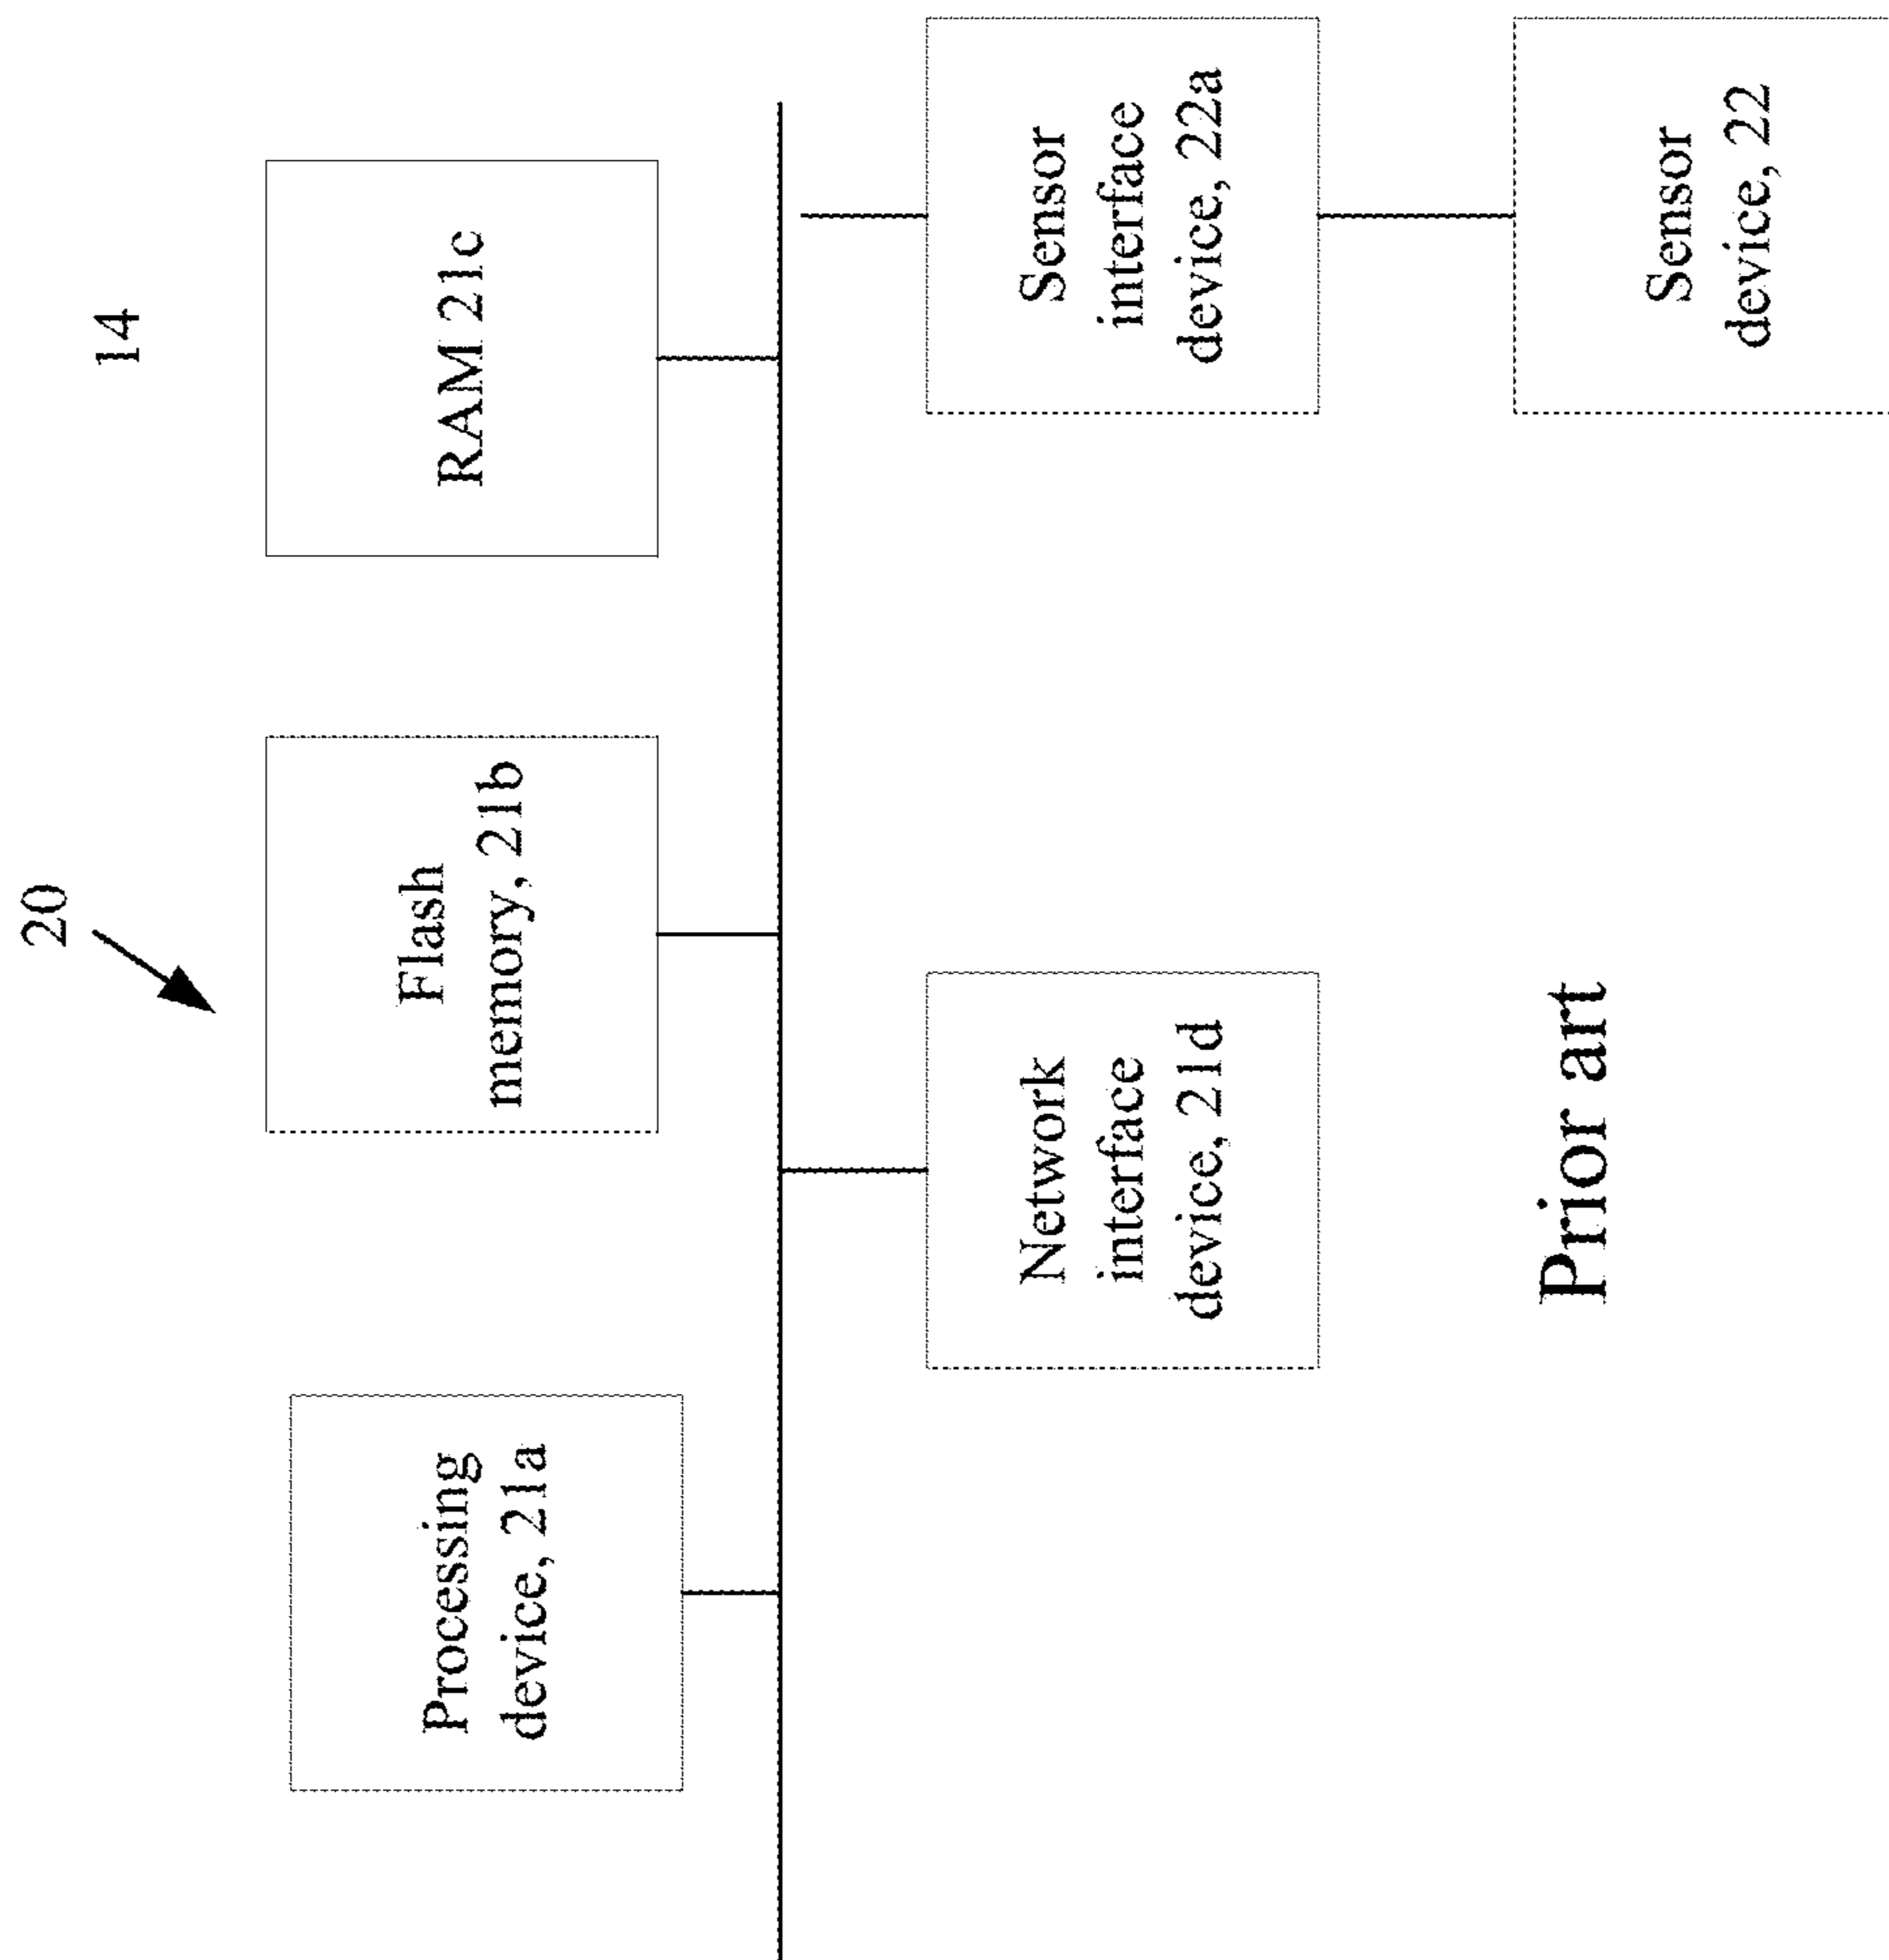 20
14
Processing
device, 21a
Flash
memory, 21b
RAM 21c
Network
interface
device, 21d
Sensor
interface
device, 22a
Prior art
Sensor
device, 22